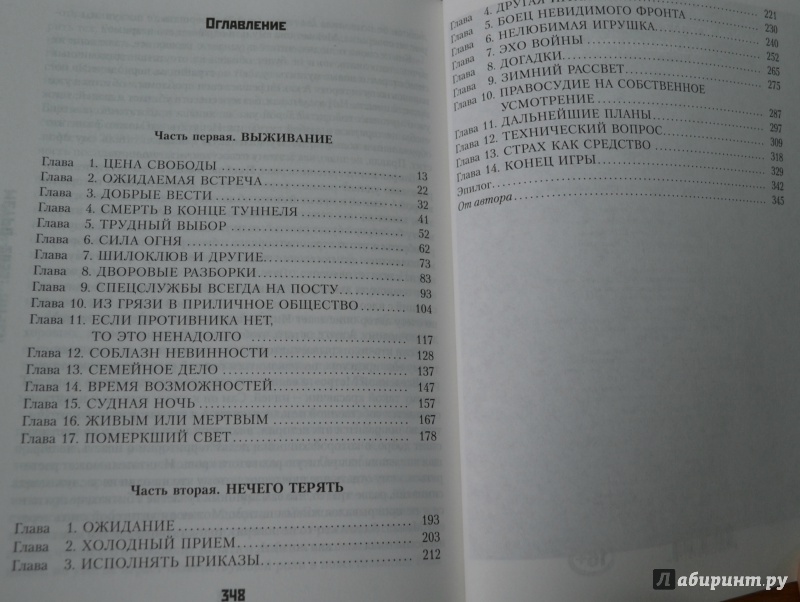 Оглавление
Часть первая. ВЫЖИВАНИЕ
Глава 1. ЦЕНА СВОБОДЫ 13
Глава 2. ОЖИДАЕМАЯ ВСТРЕЧА 22
Глава 3. ДОБРЫЕ ВЕСТИ 32
Глава 4. СМЕРТЬ В КОНЦЕ ТУННЕЛЯ 41
Глава 5. ТРУДНЫЙ ВЫБОР 52
Глава 6. СИЛА ОГНЯ 62
Глава 7. ШИЛОКЛЮВ И ДРУГИЕ 73
Глава 8. ДВОРОВЫЕ РАЗБОРКИ 83
Глава 9. СПЕЦСЛУЖБЫ ВСЕГДА НА ПОСТУ 93
Глава 10. ИЗ ГРЯЗИ В ПРИЛИЧНОЕ ОБЩЕСТВО 104
Глава 11. ЕСЛИ ПРОТИВНИКА НЕТ,
ТО ЭТО НЕНАДОЛГО 117
Глава 12. СОБЛАЗН НЕВИННОСТИ 128
Глава 13. СЕМЕЙНОЕ ДЕЛО 137
Глава 14. ВРЕМЯ ВОЗМОЖНОСТЕЙ 147
Глава 15. СУДНАЯ НОЧЬ 157
Глава 16. ЖИВЫМ ИЛИ МЕРТВЫМ 167
Глава 17. ПОМЕРКШИЙ СВЕТ 178
Часть вторая. НЕЧЕГО ТЕРЯТЬ
Глава 1. ОЖИДАНИЕ 193
Глава 2. ХОЛОДНЫЙ ПРИЕМ 203
Глава 3. ИСПОЛНЯТЬ ПРИКАЗЫ 212
348
Глава 4. ДРУГАЯ 221
Глава 5. БОЕЦ НЕВИДИМОГО ФРОНТА 230
Глава 6. НЕЛЮБИМАЯ ИГРУШКА 240
Глава 7. ЭХО ВОЙНЫ 252
Глава 8. ДОГАДКИ 265
Глава 9. ЗИМНИЙ РАССВЕТ 275
Глава 10. ПРАВОСУДИЕ НА СОБСТВЕННОЕ
УСМОТРЕНИЕ 287
Глава 11. ДАЛЬНЕЙШИЕ ПЛАНЫ 297
Глава 12. ТЕХНИЧЕСКИЙ ВОПРОС 309
Глава 13. СТРАХ КАК СРЕДСТВО 318
Глава 14. КОНЕЦ ИГРЫ 329
Эпилог 342
От автора 345
Лабиринт.ру